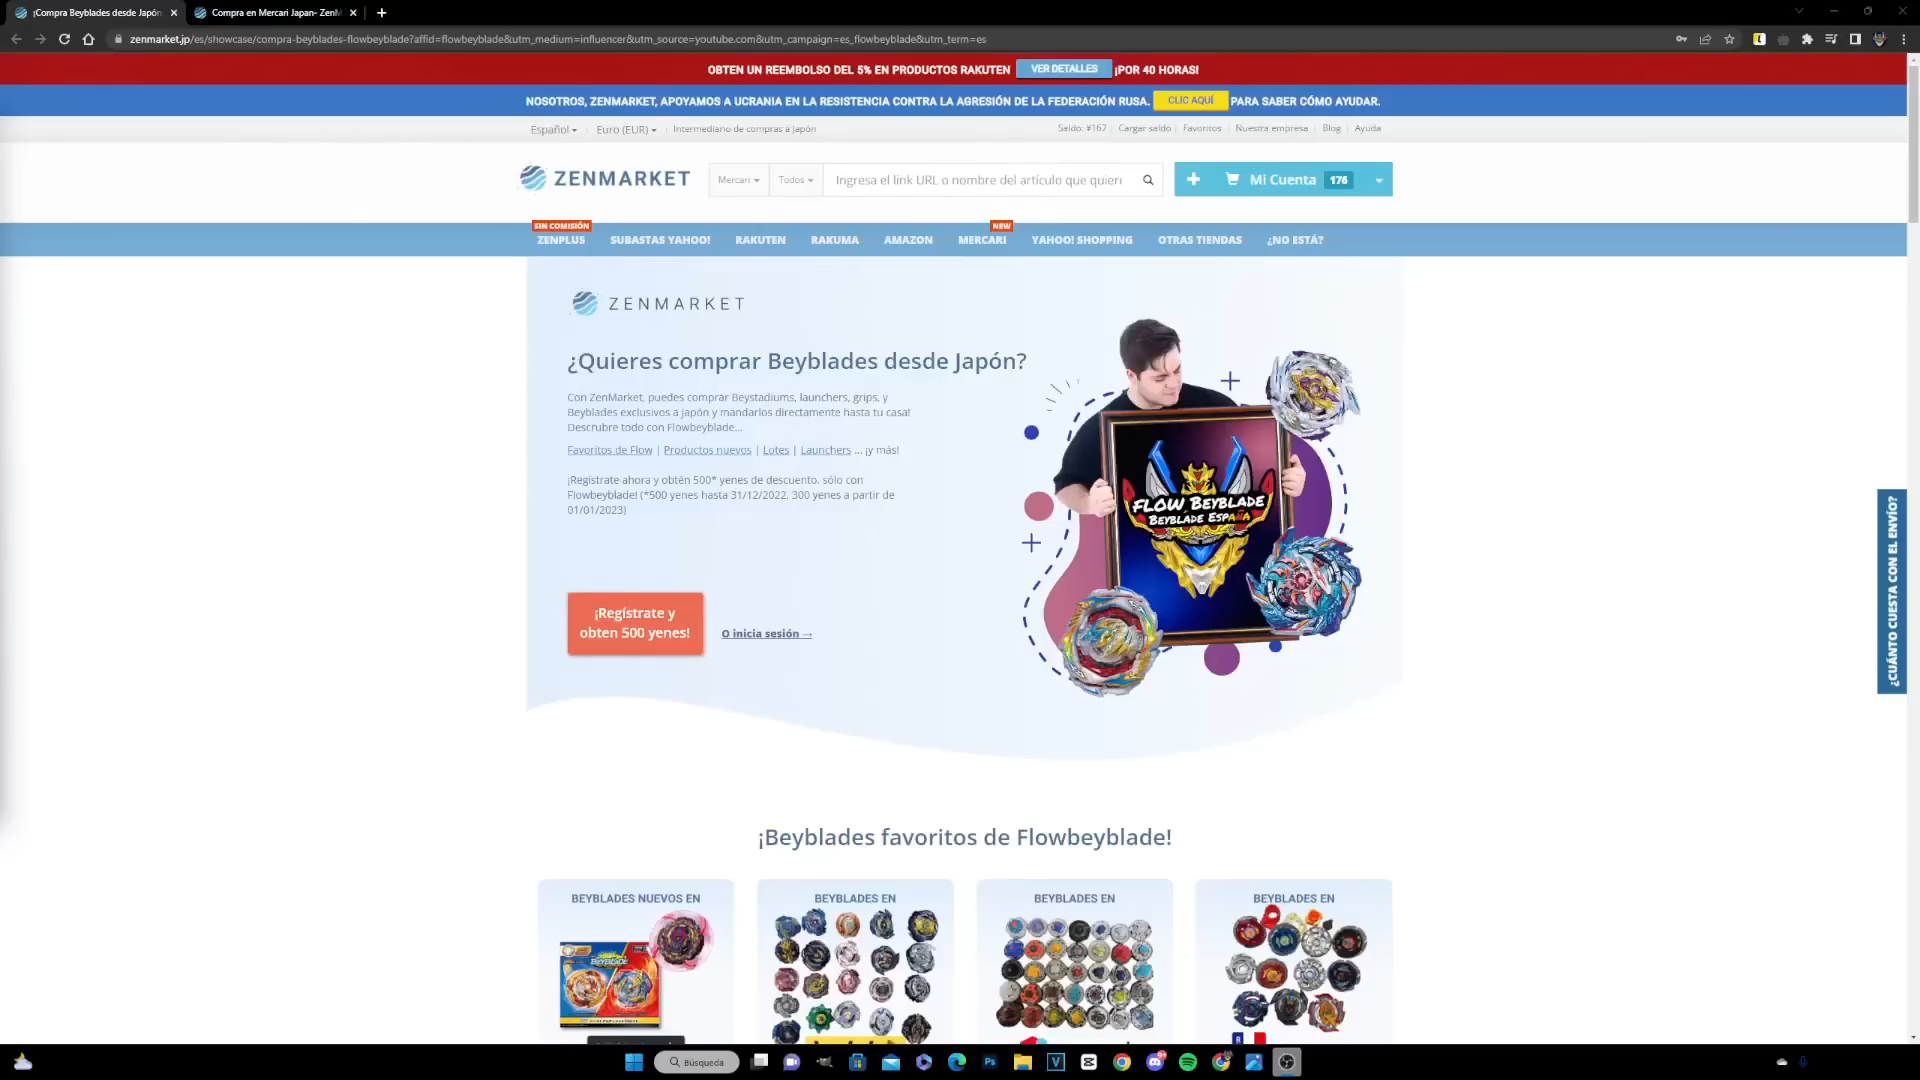 ¡Compra Beyblades desde Japón
Compra en Mercari Japan- ZenM
zenmarket.jp/es/showcase/compra-beyblades-flowbeyblade?affid=flowbeyblade&utm_medium=influencer&utm_source=youtube.com&utm_campaign=es_flowbeyblade&utm_term=es
OBTEN UN REEMBOLSO DEL 5% EN PRODUCTOS RAKUTEN VER DETALLES ¡POR 40 HORAS!
NOSOTROS, ZENMARKET, APOYAMOS A UCRANIA EN LA RESISTENCIA CONTRA LA AGRESIÓN DE LA FEDERACIÓN RUSA. CLIC AQUÍ PARA SABER CÓMO AYUDAR.
Español Euro (EUR) Intermediario de compras a Japón Saldo: ¥167 Cargar saldo Favoritos Nuestra empresa Blog Ayuda
ZENMARKET Mercari Todos Ingresa el link URL o nombre del artículo que quiere Mi Cuenta 176
SIN COMISIÓN NEW
ZENPLUS SUBASTAS YAHOO! RAKUTEN RAKUMA AMAZON MERCARI YAHOO! SHOPPING OTRAS TIENDAS ¿NO ESTÁ?
ZENMARKET
¿Quieres comprar Beyblades desde Japón?
Con ZenMarket, puedes comprar Beystadiums, launchers, grips, y
Beyblades exclusivos a Japón y mandarlos directamente hasta tu casa!
Descrubre todo con Flowbeyblade...
Favoritos de Flow | Productos nuevos | Lotes | Launchers ... ¡y más!
¡Regístrate ahora y obtén 500* yenes de descuento, sólo con
Flowbeyblade! (*500 yenes hasta 31/12/2022, 300 yenes a partir de
01/01/2023)
FLOW BEYBLADE
BEYBLADE ESPAÑA
¡Regístrate y
obten 500 yenes!
O inicia sesión →
¿CUÁNTO CUESTA CON EL ENVÍO?
¡Beyblades favoritos de Flowbeyblade!
BEYBLADES NUEVOS EN
BEYBLADES EN
BEYBLADES EN
BEYBLADES EN
BEYBLADE
Búsqueda